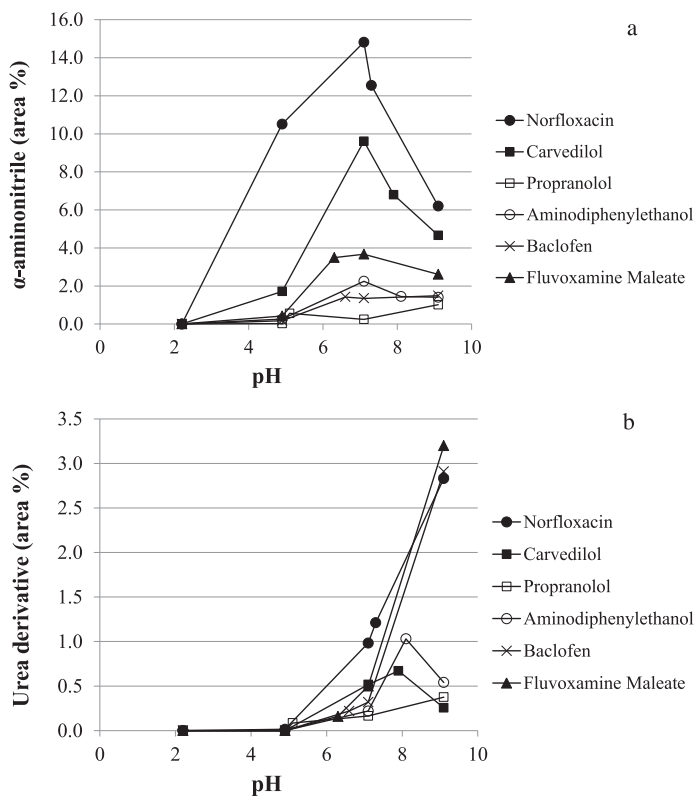 a
α-aminonitrile (area %)
16.0
14.0
12.0
10.0
8.0
6.0
4.0
2.0
0.0
0 2 4 6 8 10
pH
Norfloxacin
Carvedilol
Propranolol
Aminodiphenylethanol
Baclofen
Fluvoxamine Maleate
b
Urea derivative (area %)
3.5
3.0
2.5
2.0
1.5
1.0
0.5
0.0
0 2 4 6 8 10
pH
Norfloxacin
Carvedilol
Propranolol
Aminodiphenylethanol
Baclofen
Fluvoxamine Maleate